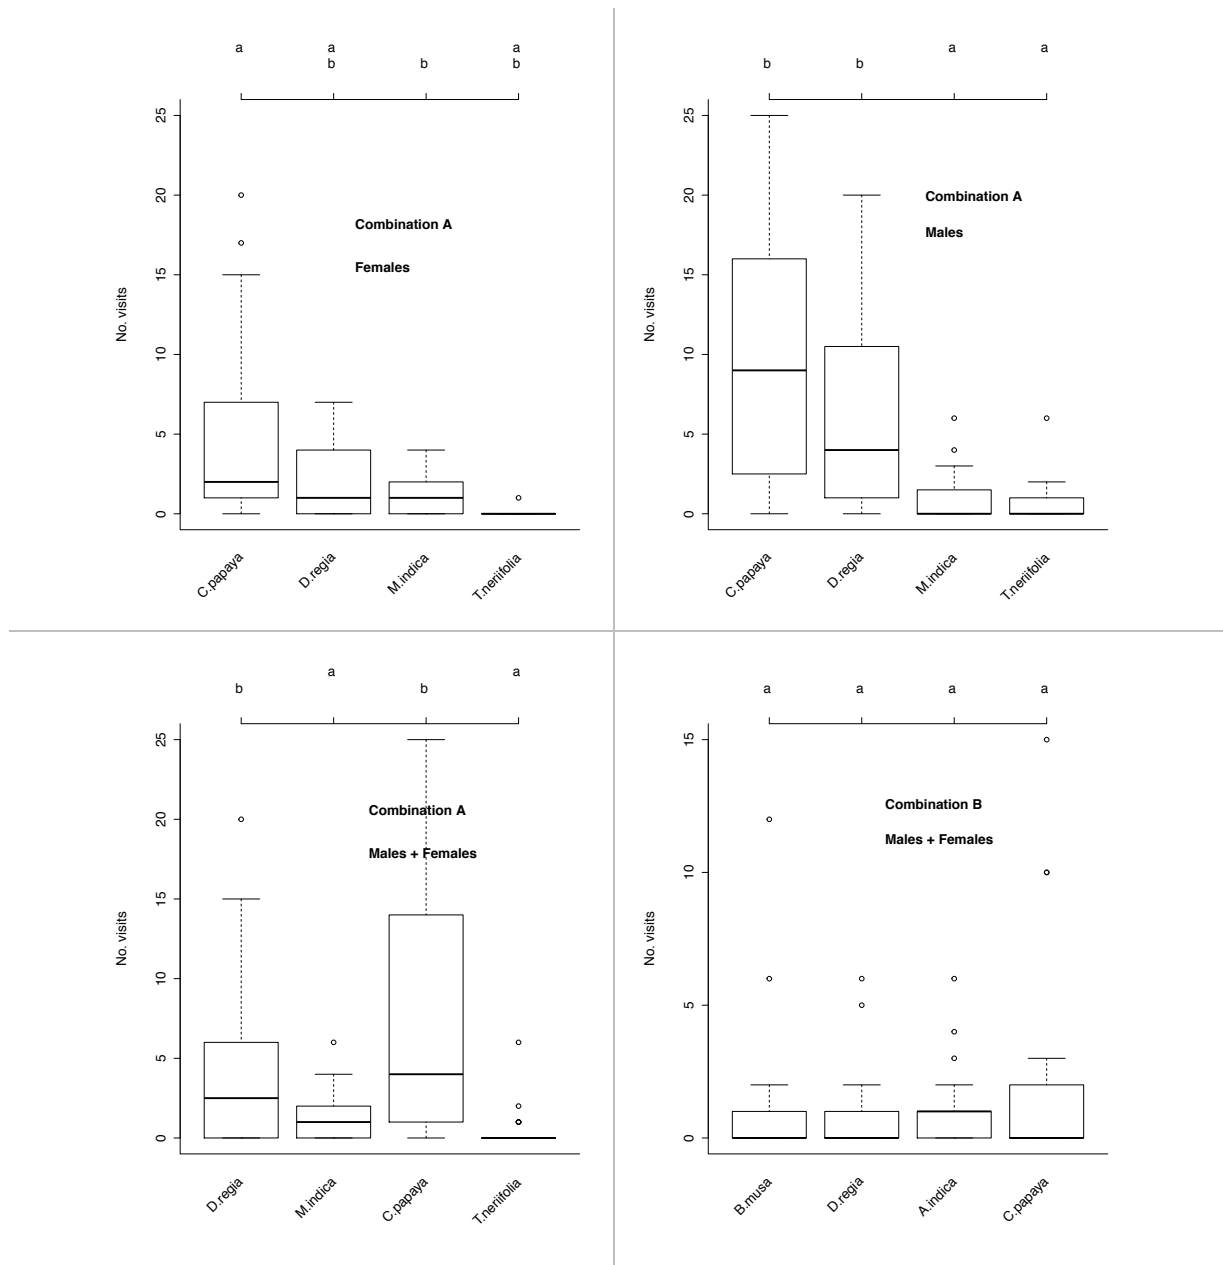 a a a
b b b
25
20
15
10
5
0
No. visits
Combination A
Females
C.papaya D.regia M.indica T.neriifolia
a a
b b
25
20
15
10
5
0
No. visits
Combination A
Males
C.papaya D.regia M.indica T.neriifolia
a a
b b
25
20
15
10
5
0
No. visits
Combination A
Males + Females
D.regia M.indica C.papaya T.neriifolia
a a a a
15
10
5
0
No. visits
Combination B
Males + Females
B.musa D.regia A.indica C.papaya